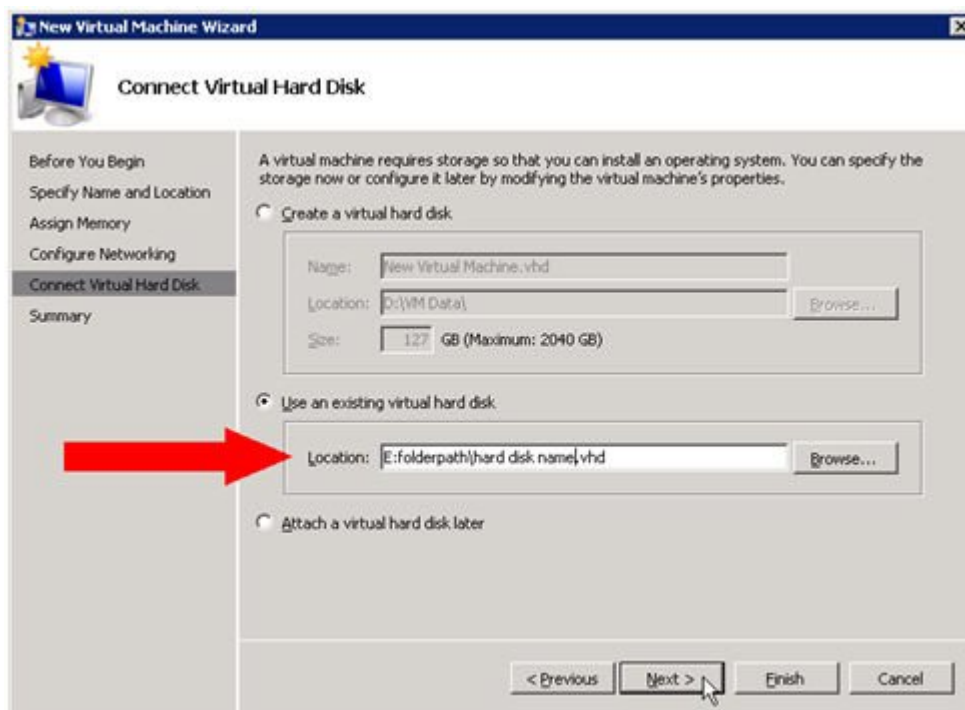 New Virtual Machine Wizard
Connect Virtual Hard Disk
Before You Begin
Specify Name and Location
Assign Memory
Configure Networking
Connect Virtual Hard Disk
Summary
A virtual machine requires storage so that you can install an operating system. You can specify the
storage now or configure it later by modifying the virtual machine's properties.
Create a virtual hard disk
Name: New Virtual Machine.vhd
Location: D:\VM Data\ Browse...
Size: 127 GB (Maximum: 2040 GB)
Use an existing virtual hard disk
Location: E:folderpath\hard disk name.vhd Browse...
Attach a virtual hard disk later
< Previous Next > Finish Cancel